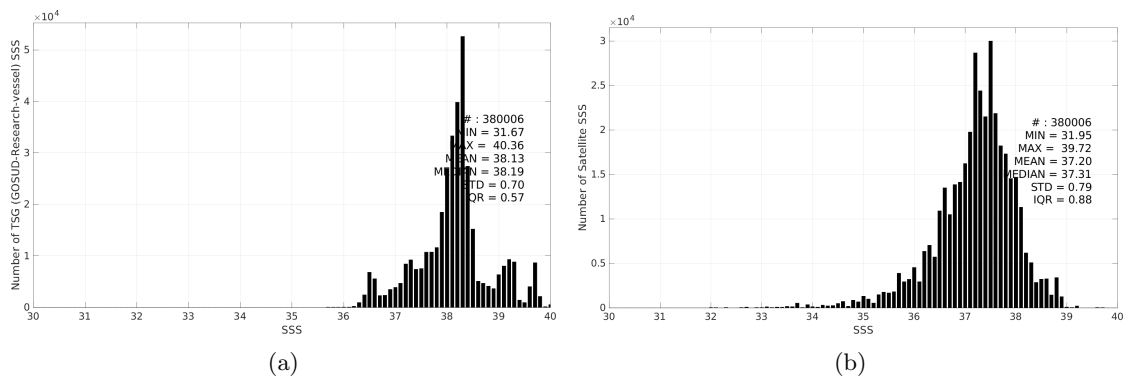 ×10⁴
Number of TSG (GOSUD-Research-vessel) SSS
5
4
3
2
1
0
# : 380006
MIN = 31.67
MAX = 40.36
MEAN = 38.13
MEDIAN = 38.19
STD = 0.70
IQR = 0.57
30 31 32 33 34 35 36 37 38 39 40
SSS
(a)
×10⁴
Number of Satellite SSS
3
2.5
2
1.5
1
0.5
0
# : 380006
MIN = 31.95
MAX = 39.72
MEAN = 37.20
MEDIAN = 37.31
STD = 0.79
IQR = 0.88
30 31 32 33 34 35 36 37 38 39 40
SSS
(b)